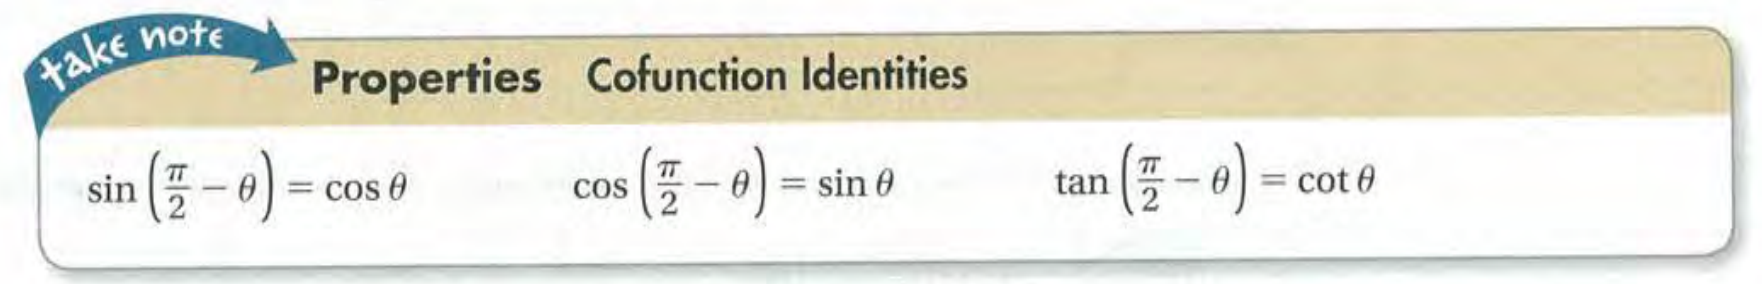 take note
Properties Cofunction Identities
sin (π/2 − θ) = cos θ cos (π/2 − θ) = sin θ tan (π/2 − θ) = cot θ